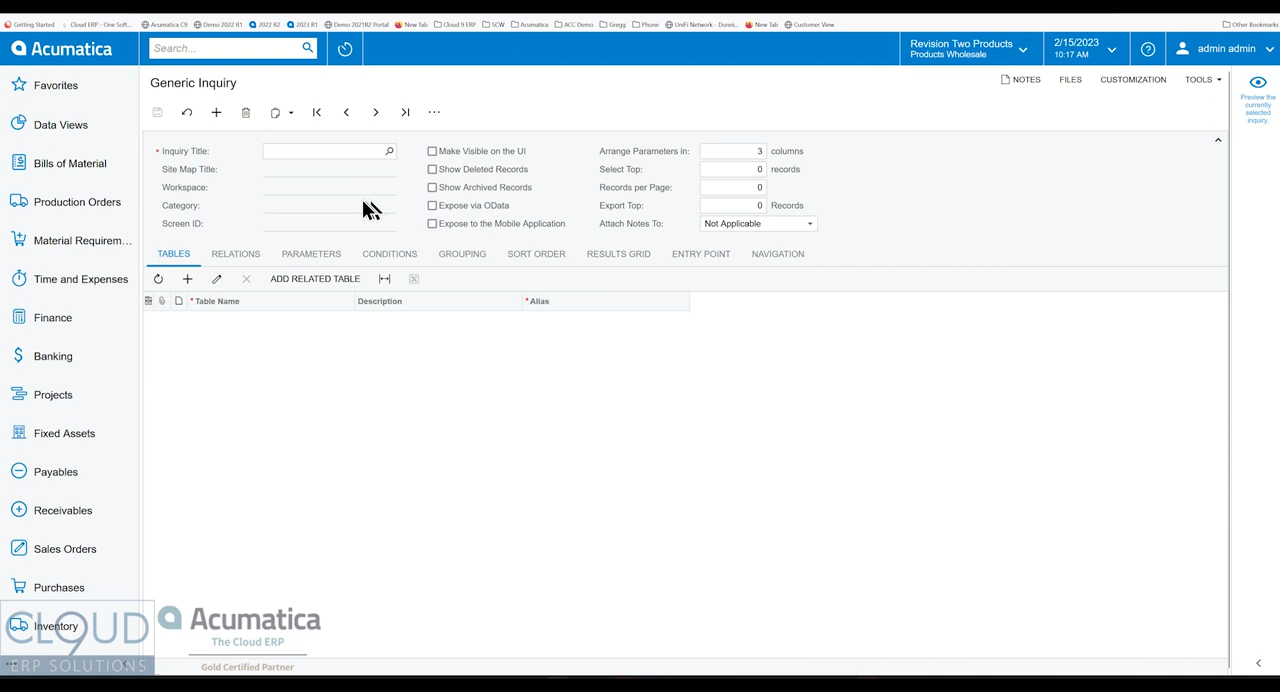 Getting Started Cloud ERP - One Soft... Acumatica C9 Demo 2022 R1 2022 R2 2023 R1 Demo 2021R2 Portal New Tab Cloud 9 ERP SCW Acumatica ACC Demo Gregg Phone UniFi Network - Dunni... New Tab Customer View Other Bookmarks
Acumatica Search... Revision Two Products 2/15/2023 admin admin
Products Wholesale 10:17 AM
Generic Inquiry NOTES FILES CUSTOMIZATION TOOLS
Preview the currently selected inquiry.
Favorites
Data Views
Bills of Material
Production Orders
Material Requirem...
Time and Expenses
Finance
Banking
Projects
Fixed Assets
Payables
Receivables
Sales Orders
Purchases
Inventory
* Inquiry Title: Make Visible on the UI Arrange Parameters in: 3 columns
Site Map Title: Show Deleted Records Select Top: 0 records
Workspace: Show Archived Records Records per Page: 0
Category: Expose via OData Export Top: 0 Records
Screen ID: Expose to the Mobile Application Attach Notes To: Not Applicable
TABLES RELATIONS PARAMETERS CONDITIONS GROUPING SORT ORDER RESULTS GRID ENTRY POINT NAVIGATION
ADD RELATED TABLE
* Table Name Description * Alias
CLOUD 9
ERP SOLUTIONS
Acumatica
The Cloud ERP
Gold Certified Partner